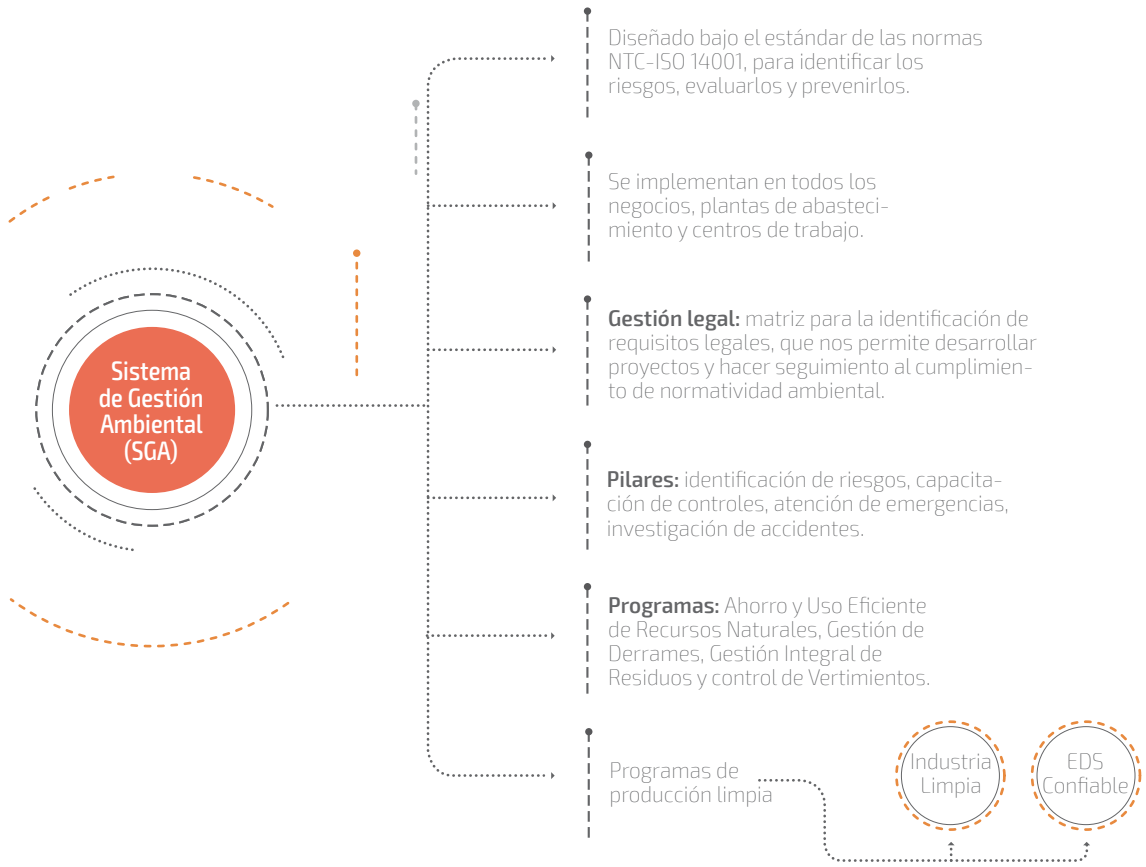 Diseñado bajo el estándar de las normas
NTC-ISO 14001, para identificar los
riesgos, evaluarlos y prevenirlos.
Se implementan en todos los
negocios, plantas de abasteci-
miento y centros de trabajo.
Gestión legal: matriz para la identificación de
requisitos legales, que nos permite desarrollar
proyectos y hacer seguimiento al cumplimien-
to de normatividad ambiental.
Sistema
de Gestión
Ambiental
(SGA)
Pilares: identificación de riesgos, capacita-
ción de controles, atención de emergencias,
investigación de accidentes.
Programas: Ahorro y Uso Eficiente
de Recursos Naturales, Gestión de
Derrames, Gestión Integral de
Residuos y control de Vertimientos.
Programas de
producción limpia
Industria
Limpia
EDS
Confiable